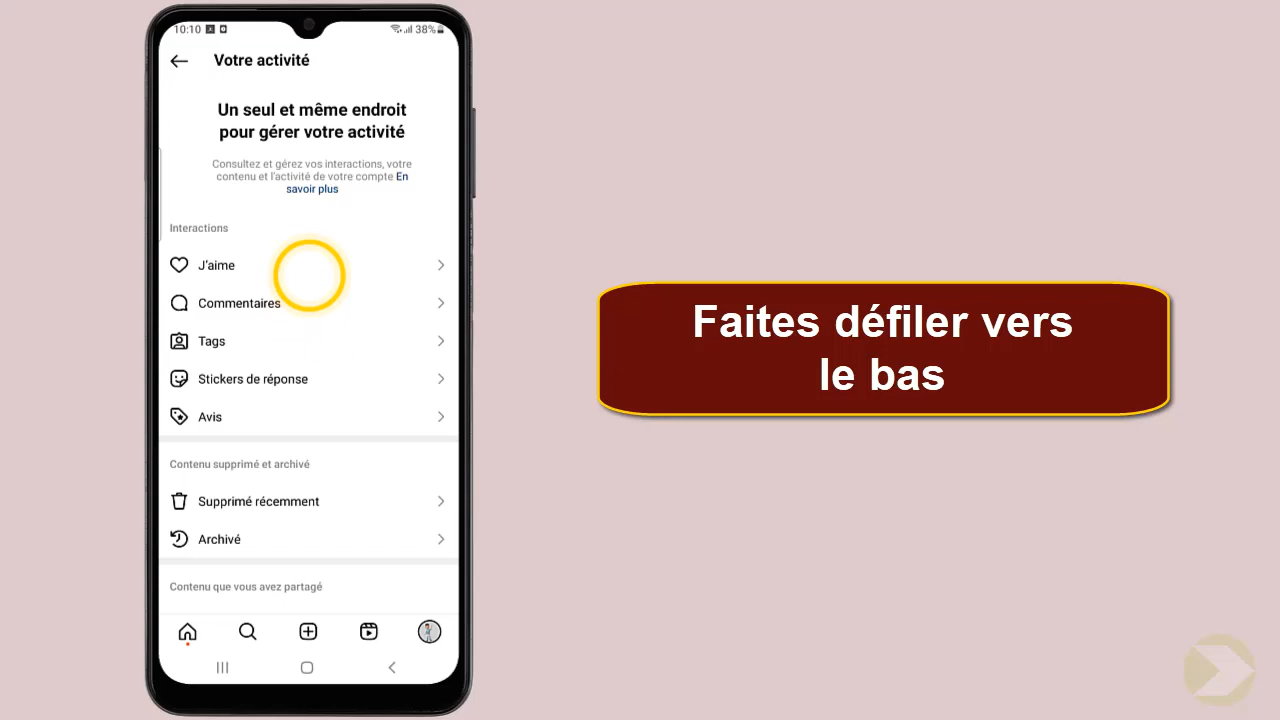 10:10
38%
Votre activité
Un seul et même endroit
pour gérer votre activité
Consultez et gérez vos interactions, votre
contenu et l'activité de votre compte En
savoir plus
Interactions
J'aime
Commentaires
Tags
Stickers de réponse
Avis
Contenu supprimé et archivé
Supprimé récemment
Archivé
Contenu que vous avez partagé
Faites défiler vers
le bas